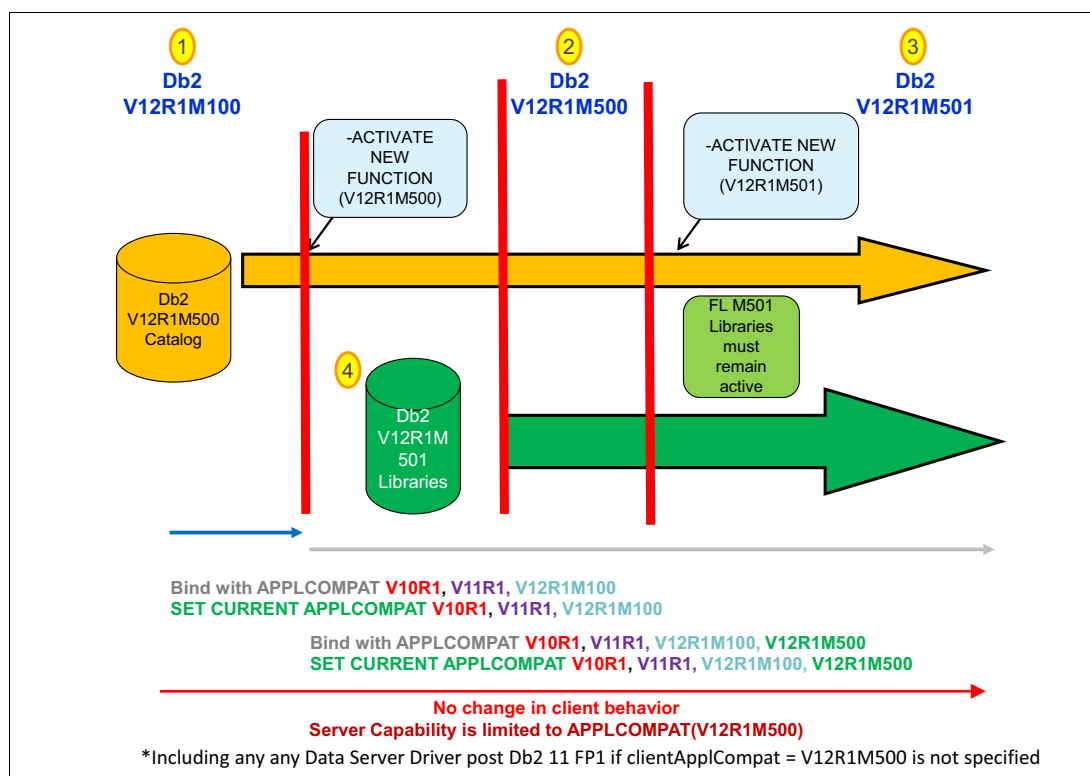 1
Db2
V12R1M100
2
Db2
V12R1M500
3
Db2
V12R1M501
-ACTIVATE
NEW
FUNCTION
(V12R1M500)
-ACTIVATE NEW
FUNCTION
(V12R1M501)
Db2
V12R1M500
Catalog
FL M501
Libraries
must
remain
active
4
Db2
V12R1M
501
Libraries
Bind with APPLCOMPAT V10R1, V11R1, V12R1M100
SET CURRENT APPLCOMPAT V10R1, V11R1, V12R1M100
Bind with APPLCOMPAT V10R1, V11R1, V12R1M100, V12R1M500
SET CURRENT APPLCOMPAT V10R1, V11R1, V12R1M100, V12R1M500
No change in client behavior
Server Capability is limited to APPLCOMPAT(V12R1M500)
*Including any any Data Server Driver post Db2 11 FP1 if clientApplCompat = V12R1M500 is not specified